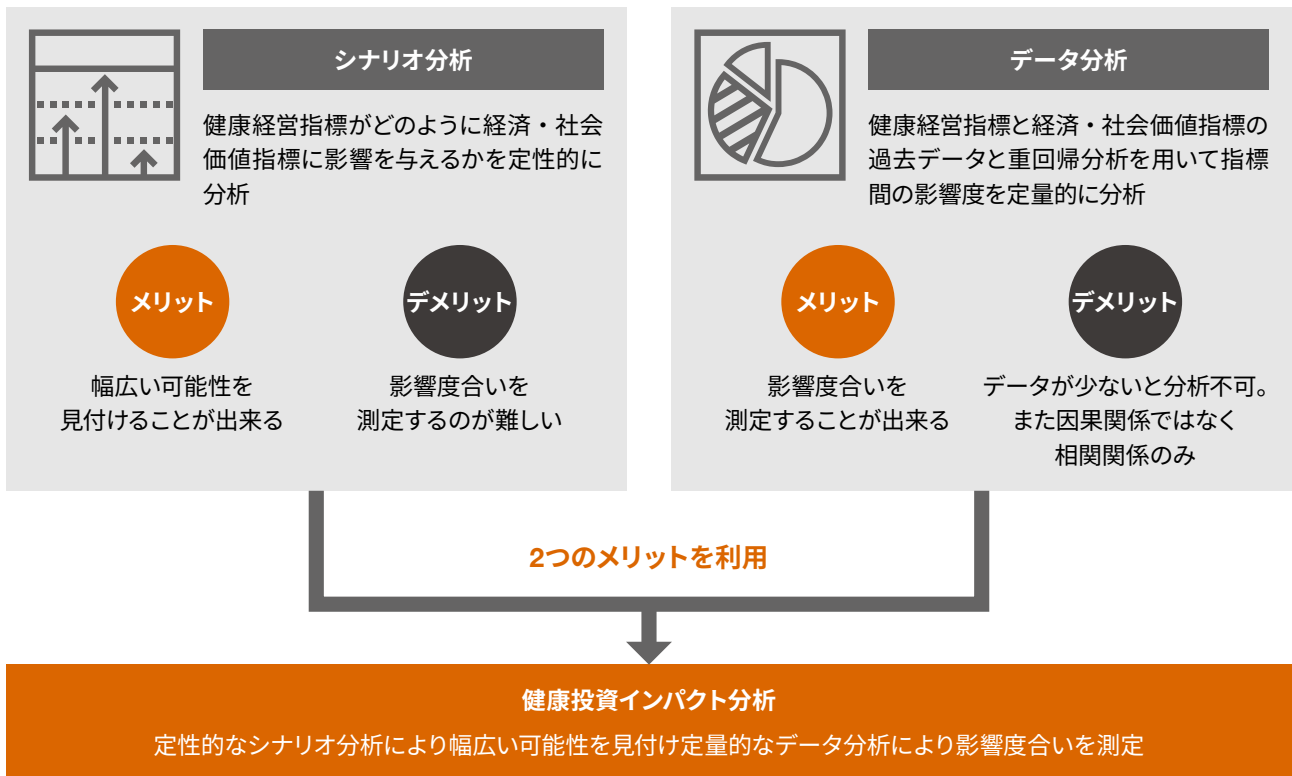 シナリオ分析
健康経営指標がどのように経済・社会
価値指標に影響を与えるかを定性的に
分析
メリット
幅広い可能性を
見付けることが出来る
デメリット
影響度合いを
測定するのが難しい
データ分析
健康経営指標と経済・社会価値指標の
過去データと重回帰分析を用いて指標
間の影響度を定量的に分析
メリット
影響度合いを
測定することが出来る
デメリット
データが少ないと分析不可。
また因果関係ではなく
相関関係のみ
2つのメリットを利用
健康投資インパクト分析
定性的なシナリオ分析により幅広い可能性を見付け定量的なデータ分析により影響度合いを測定